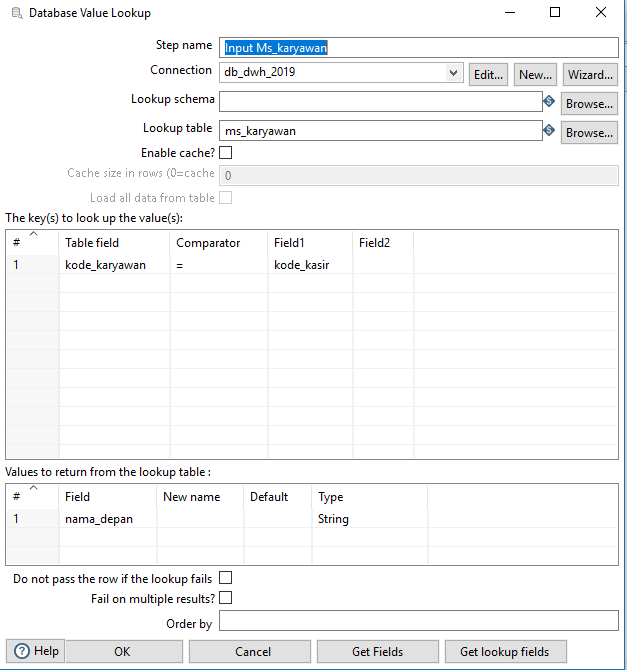 Database Value Lookup
Step name Input Ms_karyawan
Connection db_dwh_2019 Edit... New... Wizard...
Lookup schema Browse...
Lookup table ms_karyawan Browse...
Enable cache?
Cache size in rows (0=cache 0
Load all data from table
The key(s) to look up the value(s):
# Table field Comparator Field1 Field2
1 kode_karyawan = kode_kasir
Values to return from the lookup table :
# Field New name Default Type
1 nama_depan String
Do not pass the row if the lookup fails
Fail on multiple results?
Order by
Help OK Cancel Get Fields Get lookup fields